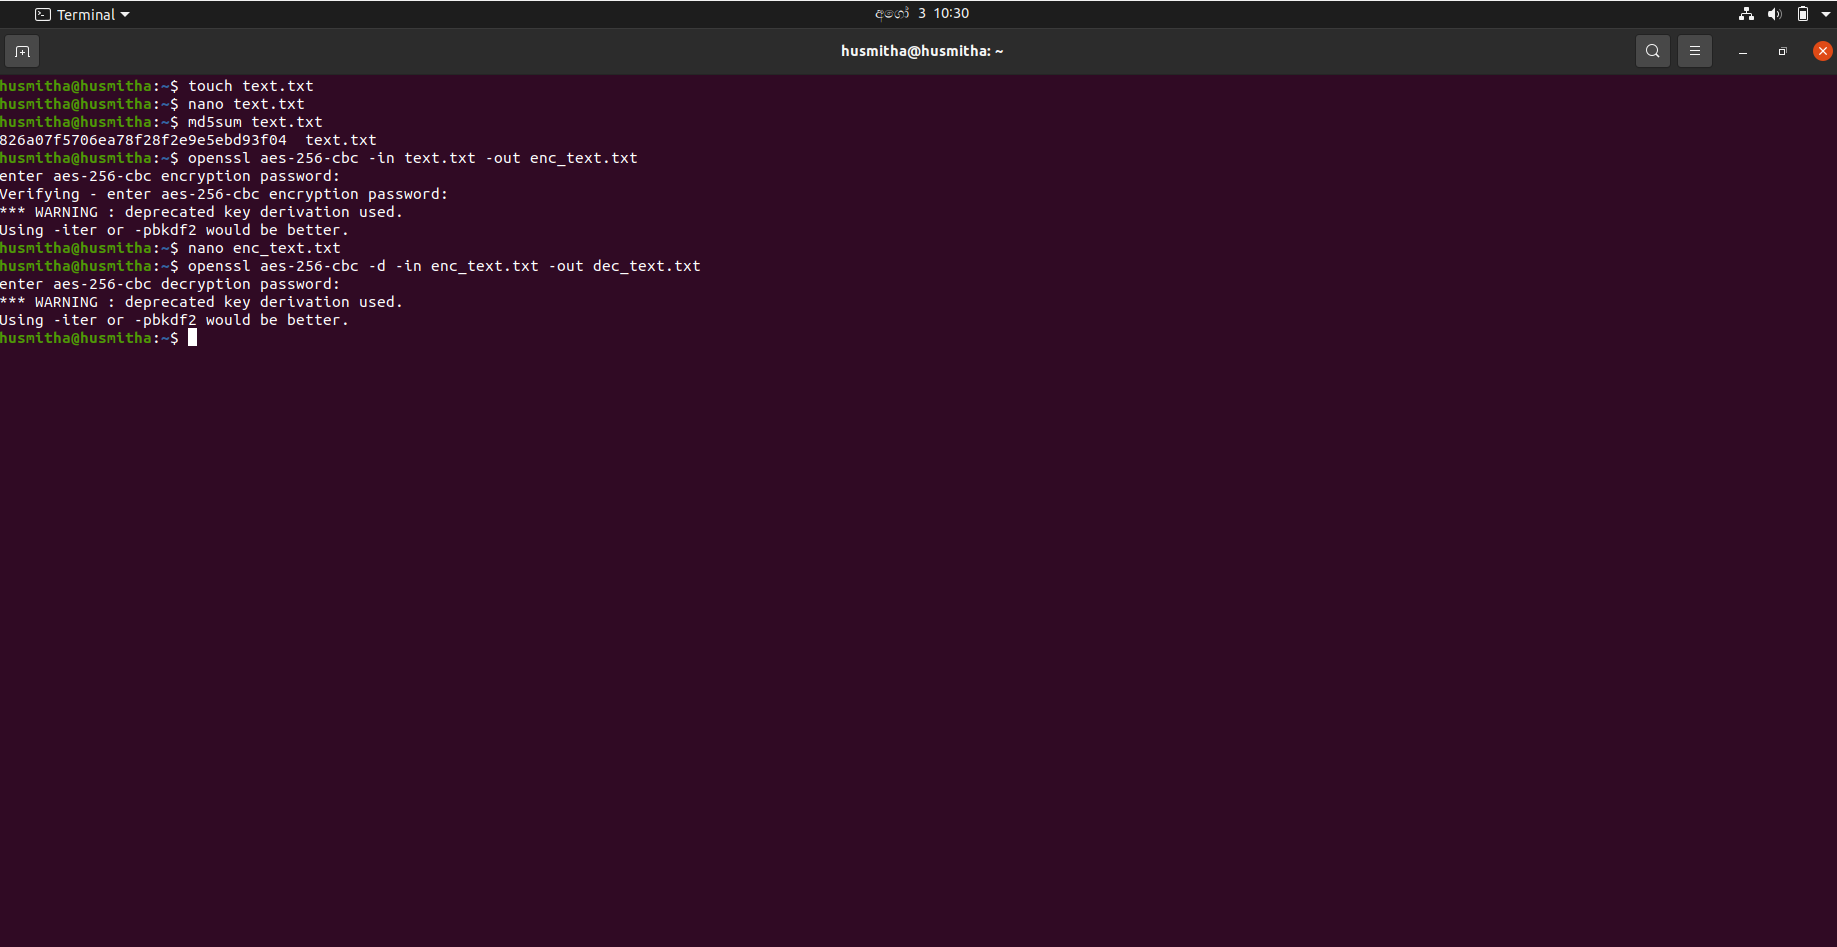 Terminal
අගෝ 3 10:30
husmitha@husmitha: ~
husmitha@husmitha:~$ touch text.txt
husmitha@husmitha:~$ nano text.txt
husmitha@husmitha:~$ md5sum text.txt
826a07f5706ea78f28f2e9e5ebd93f04  text.txt
husmitha@husmitha:~$ openssl aes-256-cbc -in text.txt -out enc_text.txt
enter aes-256-cbc encryption password:
Verifying - enter aes-256-cbc encryption password:
*** WARNING : deprecated key derivation used.
Using -iter or -pbkdf2 would be better.
husmitha@husmitha:~$ nano enc_text.txt
husmitha@husmitha:~$ openssl aes-256-cbc -d -in enc_text.txt -out dec_text.txt
enter aes-256-cbc decryption password:
*** WARNING : deprecated key derivation used.
Using -iter or -pbkdf2 would be better.
husmitha@husmitha:~$